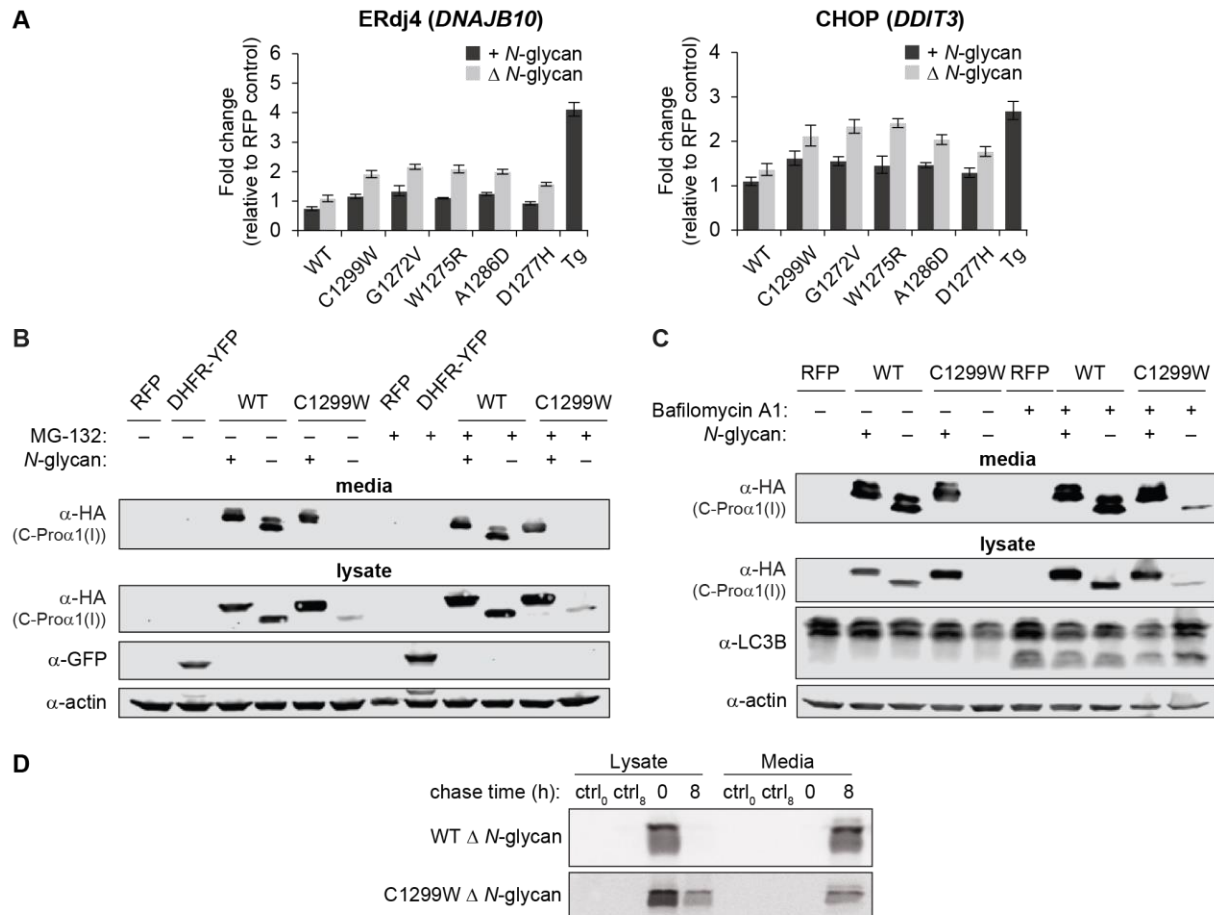 A
ERdj4 (DNAJB10)
Fold change
(relative to RFP control)
6
5
4
3
2
1
0
+ N-glycan
Δ N-glycan
WT
C1299W
G1272V
W1275R
A1286D
D1277H
Tg
CHOP (DDIT3)
Fold change
(relative to RFP control)
4
3
2
1
0
+ N-glycan
Δ N-glycan
WT
C1299W
G1272V
W1275R
A1286D
D1277H
Tg
B
RFP DHFR-YFP WT C1299W RFP DHFR-YFP WT C1299W
MG-132: – – – – – – + + + + + +
N-glycan: + – + – + – + –
media
α-HA
(C-Proα1(I))
lysate
α-HA
(C-Proα1(I))
α-GFP
α-actin
C
RFP WT C1299W RFP WT C1299W
Bafilomycin A1: – – – – – + + + + +
N-glycan: + – + – + – + –
media
α-HA
(C-Proα1(I))
lysate
α-HA
(C-Proα1(I))
α-LC3B
α-actin
D
Lysate Media
chase time (h): ctrl₀ ctrl₈ 0 8 ctrl₀ ctrl₈ 0 8
WT Δ N-glycan
C1299W Δ N-glycan